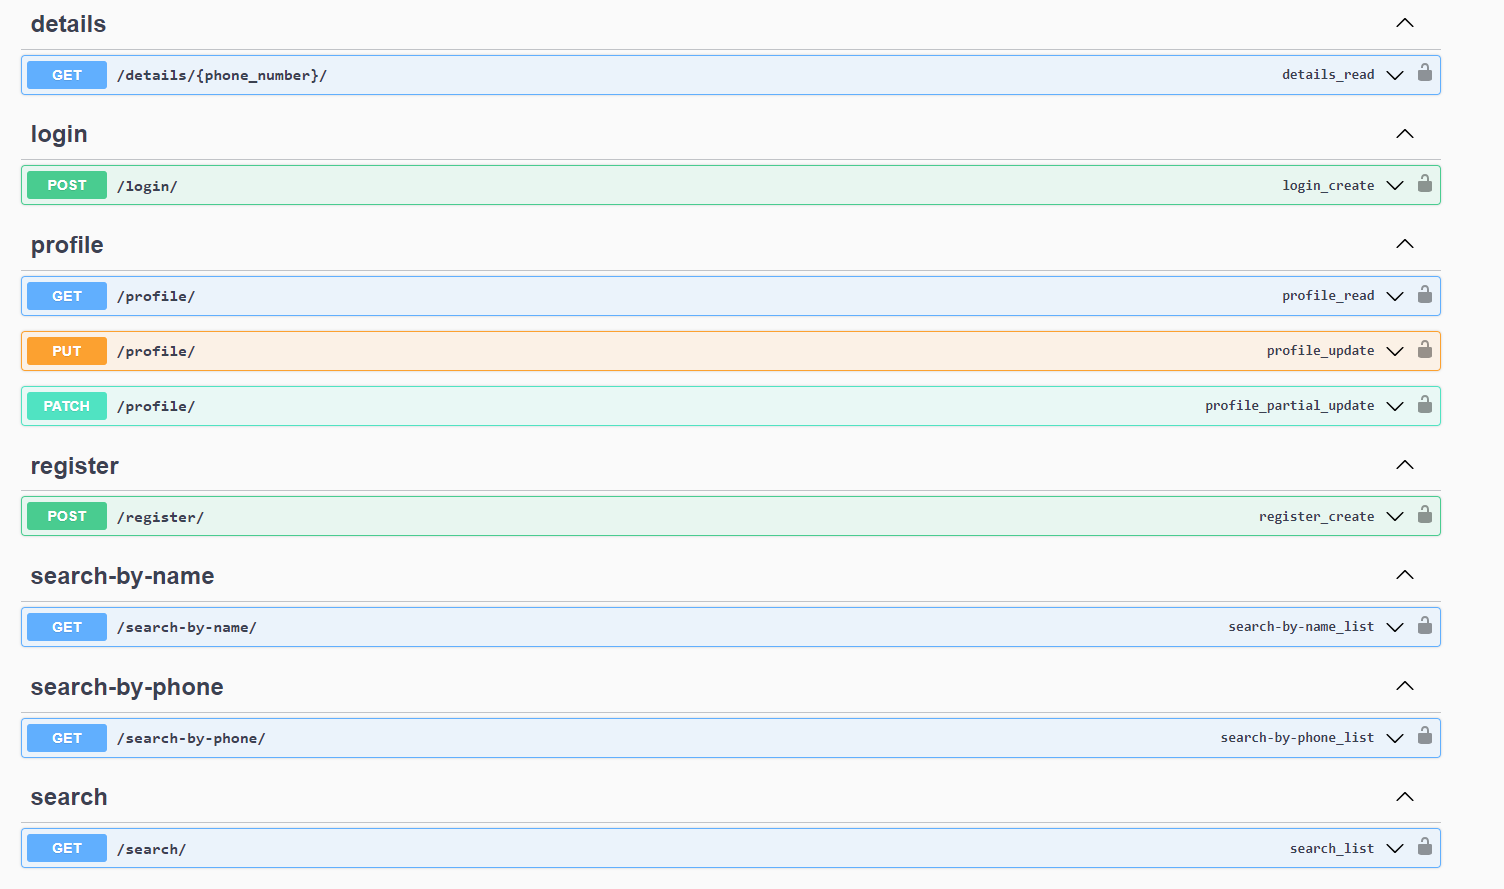 details
GET /details/{phone_number}/ details_read
login
POST /login/ login_create
profile
GET /profile/ profile_read
PUT /profile/ profile_update
PATCH /profile/ profile_partial_update
register
POST /register/ register_create
search-by-name
GET /search-by-name/ search-by-name_list
search-by-phone
GET /search-by-phone/ search-by-phone_list
search
GET /search/ search_list